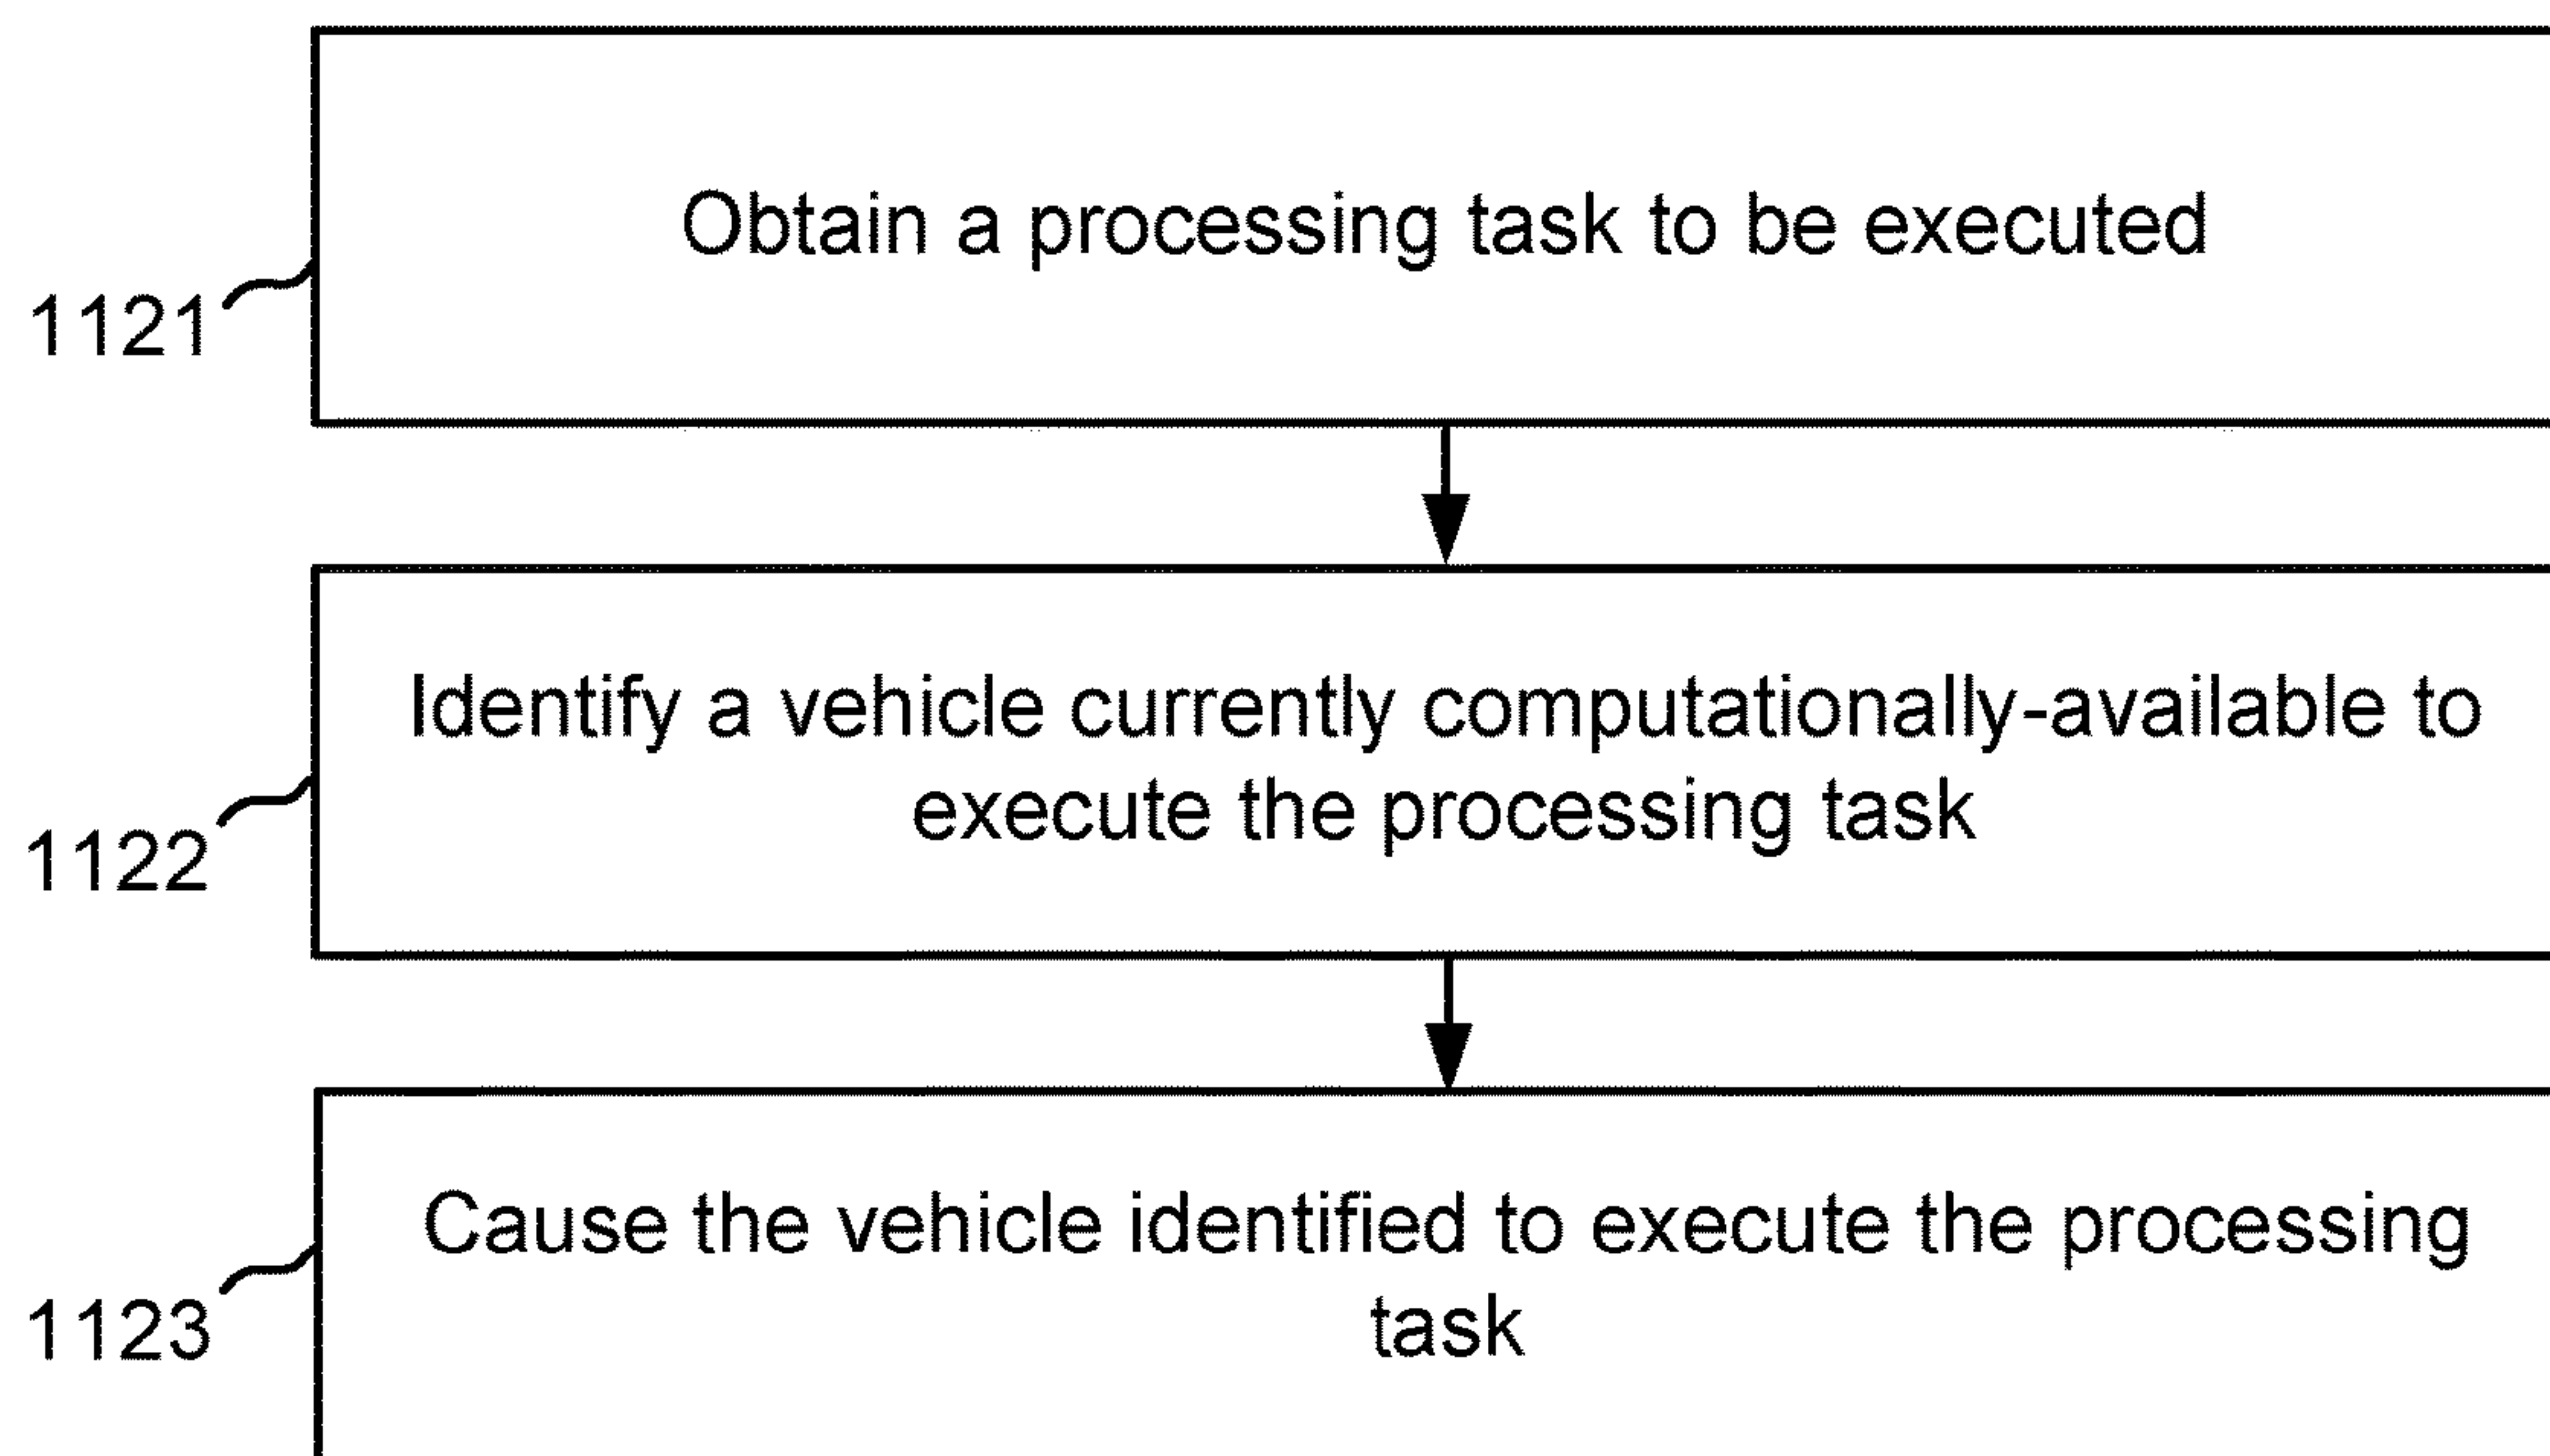 Obtain a processing task to be executed
1121
Identify a vehicle currently computationally-available to
execute the processing task
1122
Cause the vehicle identified to execute the processing
task
1123